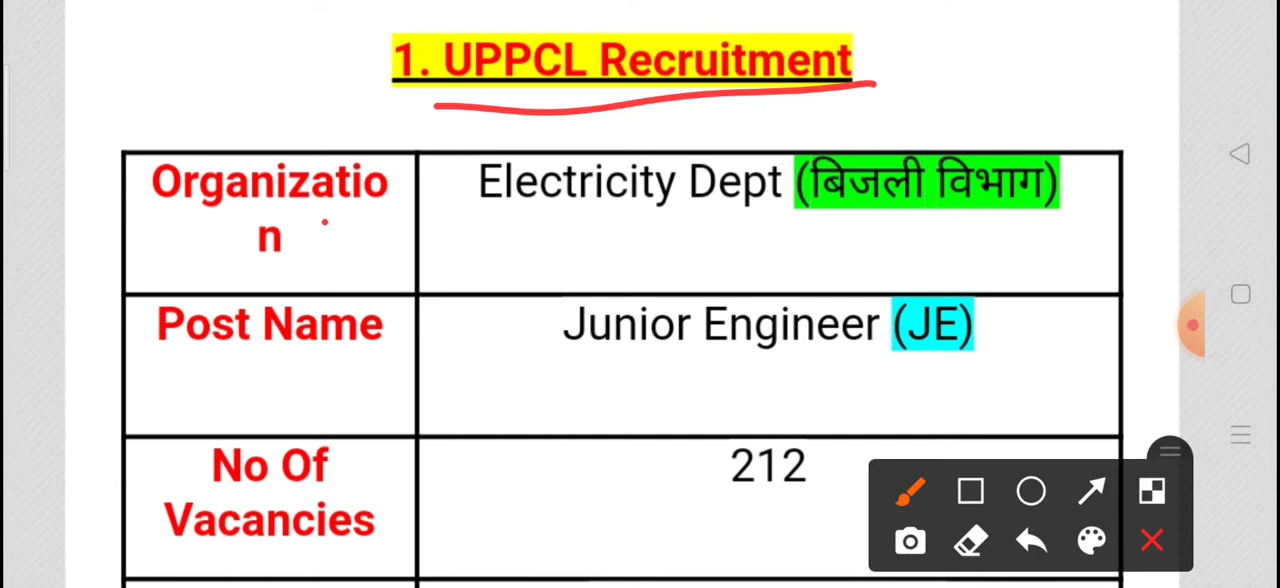 1. UPPCL Recruitment
Organizatio
n
Electricity Dept (बिजली विभाग)
Post Name
Junior Engineer (JE)
No Of
Vacancies
212